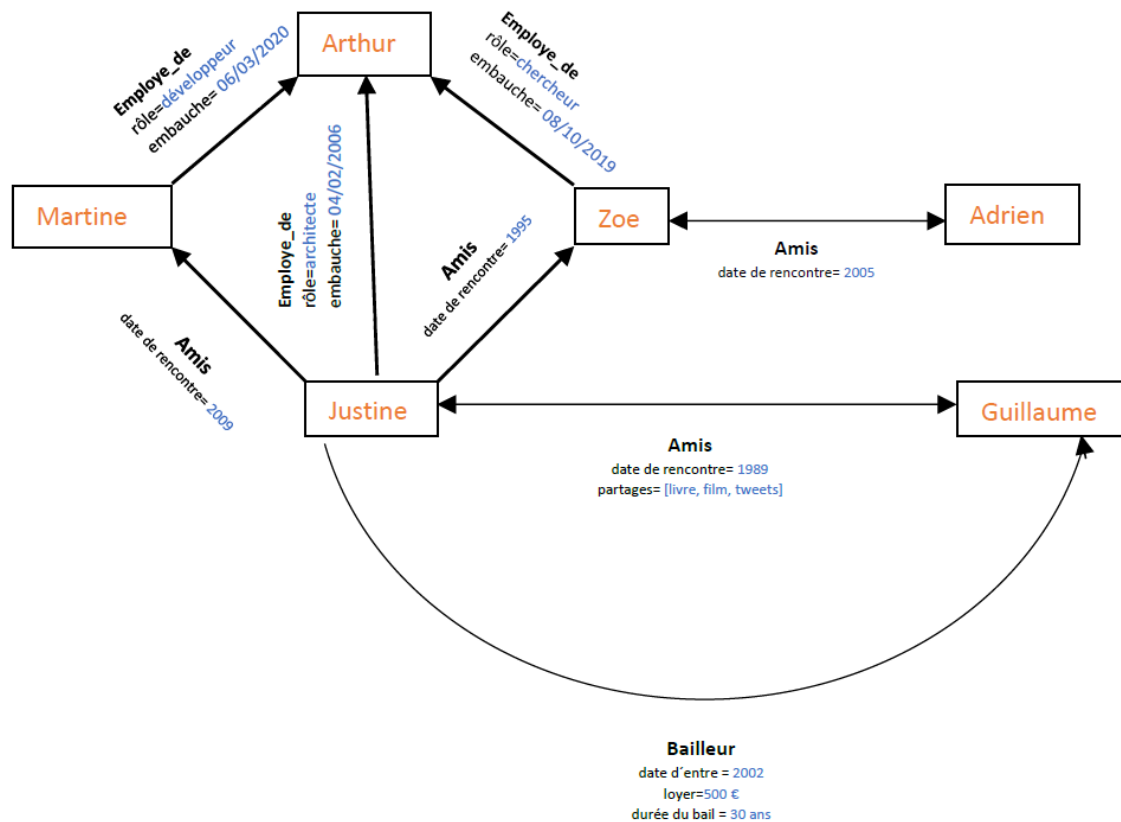 Arthur
Employe_de
rôle=développeur
embauche= 06/03/2020
Employe_de
rôle=chercheur
embauche= 08/10/2019
Employe_de
rôle=architecte
embauche= 04/02/2006
Martine
Zoe
Adrien
Amis
date de rencontre= 1995
Amis
date de rencontre= 2005
Amis
date de rencontre= 2009
Justine
Guillaume
Amis
date de rencontre= 1989
partages= [livre, film, tweets]
Bailleur
date d´entre = 2002
loyer=500 €
durée du bail = 30 ans